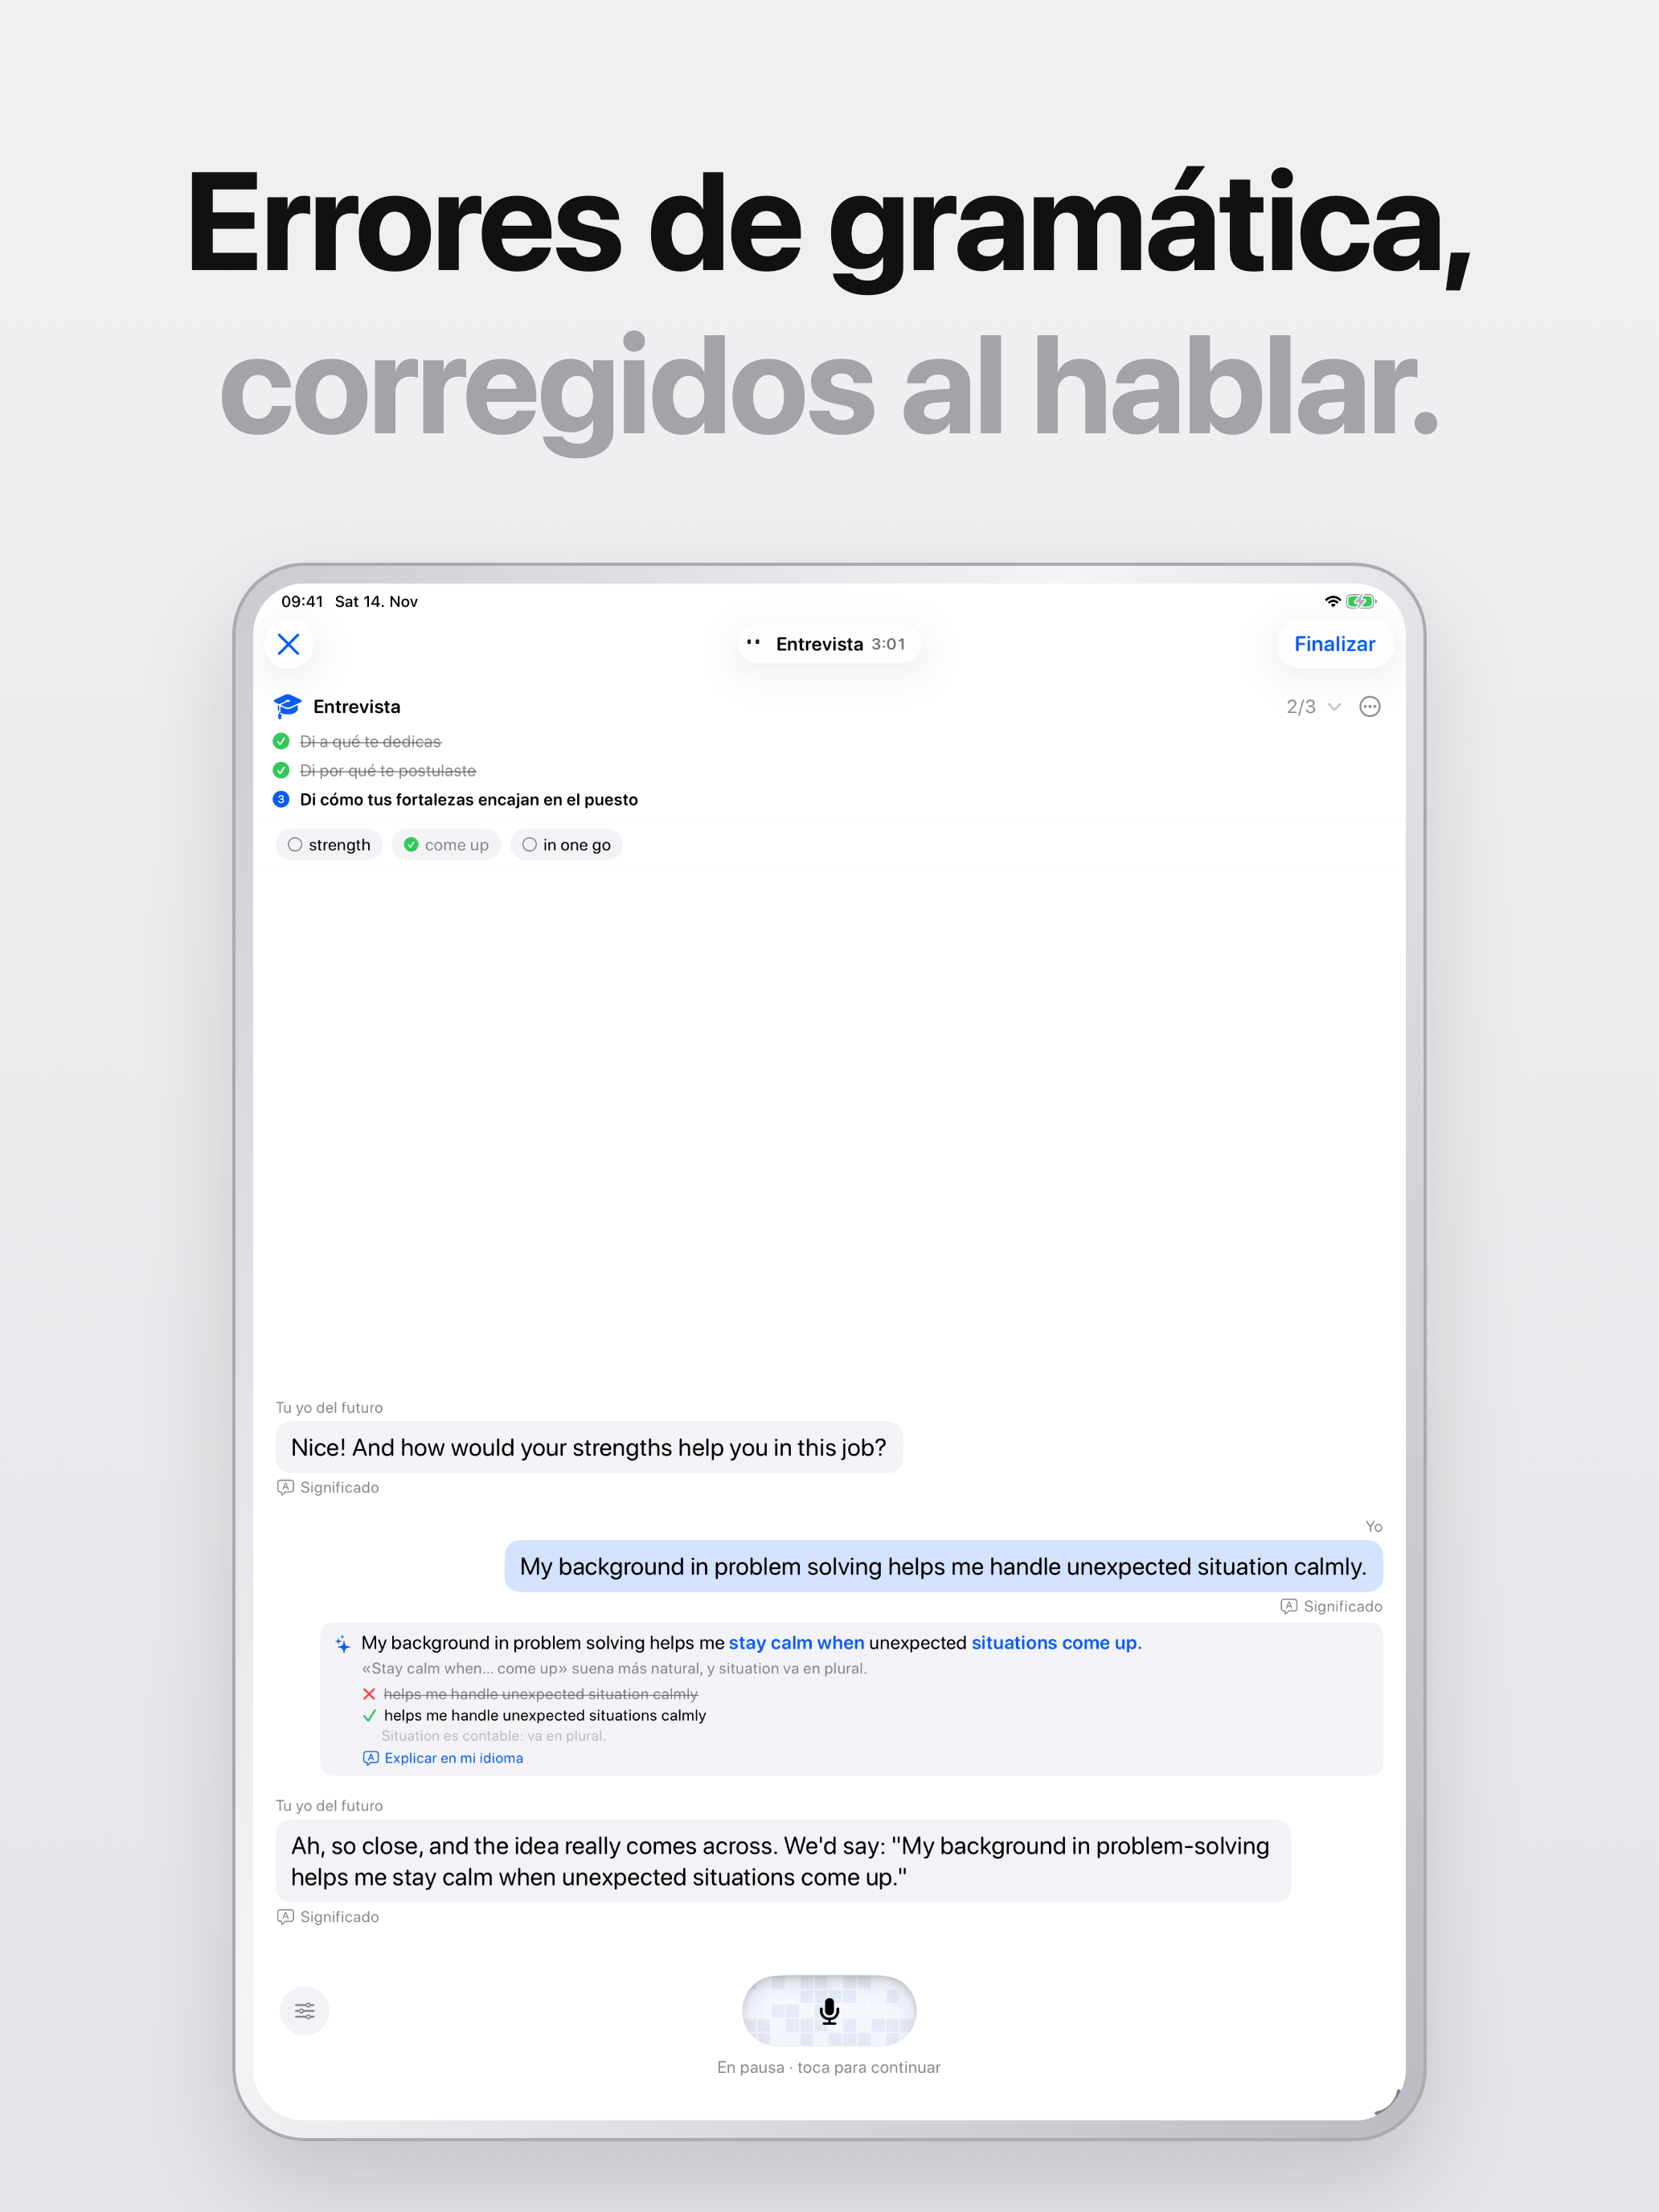 Errores de gramática,
corregidos al hablar.
09:41 Sat 14. Nov
Entrevista 3:01
Finalizar
Entrevista
2/3
Di a qué te dedicas
Di por qué te postulaste
3 Di cómo tus fortalezas encajan en el puesto
strength
come up
in one go
Tu yo del futuro
Nice! And how would your strengths help you in this job?
A Significado
Yo
My background in problem solving helps me handle unexpected situation calmly.
A Significado
My background in problem solving helps me stay calm when unexpected situations come up.
«Stay calm when... come up» suena más natural, y situation va en plural.
helps me handle unexpected situation calmly
helps me handle unexpected situations calmly
Situation es contable: va en plural.
A Explicar en mi idioma
Tu yo del futuro
Ah, so close, and the idea really comes across. We'd say: "My background in problem-solving
helps me stay calm when unexpected situations come up."
A Significado
En pausa · toca para continuar